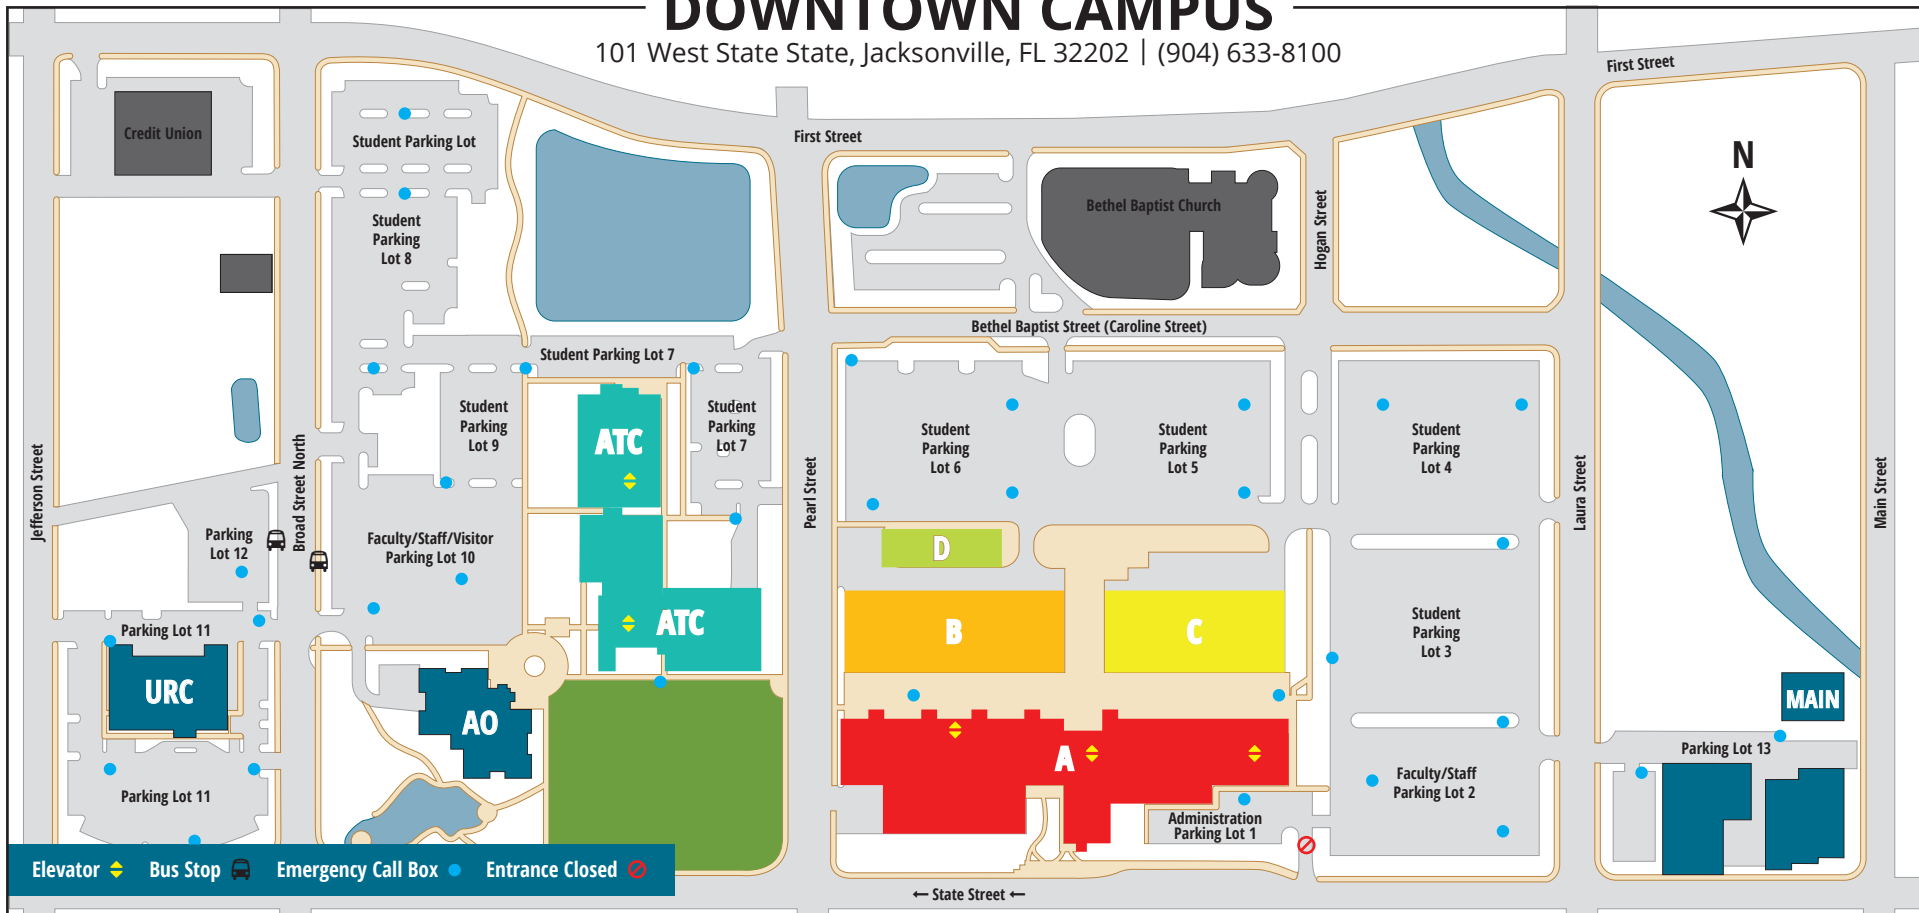 DOWNTOWN CAMPUS
101 West State State, Jacksonville, FL 32202 | (904) 633-8100
First Street
First Street
N
Credit Union
Student Parking Lot
Student
Parking
Lot 8
Bethel Baptist Church
Hogan Street
Bethel Baptist Street (Caroline Street)
Student Parking Lot 7
Student
Parking
Lot 9
ATC
Student
Parking
Lot 7
Student
Parking
Lot 6
Student
Parking
Lot 5
Student
Parking
Lot 4
Jefferson Street
Broad Street North
Pearl Street
Laura Street
Main Street
Parking
Lot 12
Faculty/Staff/Visitor
Parking Lot 10
D
Parking Lot 11
ATC
B
C
Student
Parking
Lot 3
URC
AO
MAIN
A
Parking Lot 13
Parking Lot 11
Faculty/Staff
Parking Lot 2
Administration
Parking Lot 1
Elevator
Bus Stop
Emergency Call Box
Entrance Closed
← State Street ←